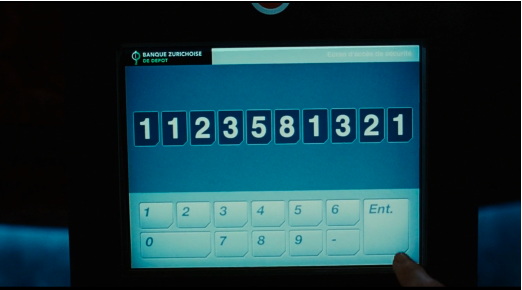 BANQUE ZURICHOISE
DE DEPOT
1123581321
1 2 3 4 5 6 Ent.
0 7 8 9 -